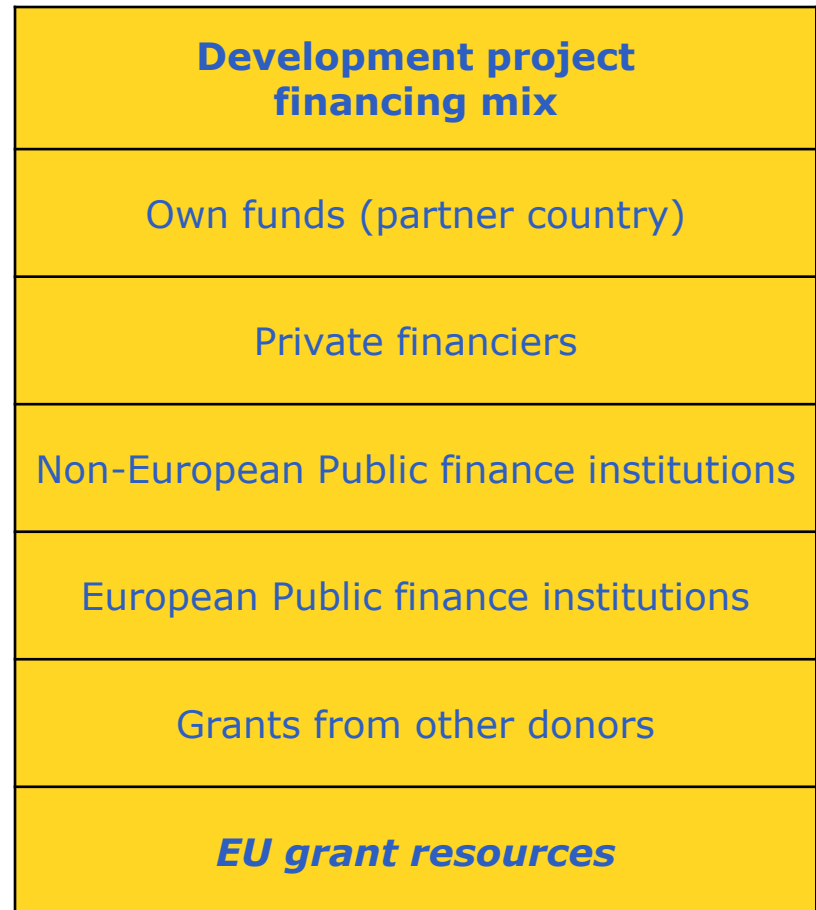 Development project
financing mix
Own funds (partner country)
Private financiers
Non-European Public finance institutions
European Public finance institutions
Grants from other donors
EU grant resources